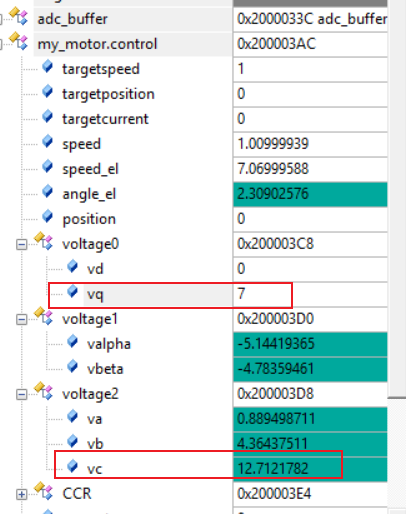 adc_buffer 0x2000033C adc_buffer
my_motor.control 0x200003AC
targetspeed 1
targetposition 0
targetcurrent 0
speed 1.00999939
speed_el 7.06999588
angle_el 2.30902576
position 0
voltage0 0x200003C8
vd 0
vq 7
voltage1 0x200003D0
valpha -5.14419365
vbeta -4.78359461
voltage2 0x200003D8
va 0.889498711
vb 4.36437511
vc 12.7121782
CCR 0x200003E4